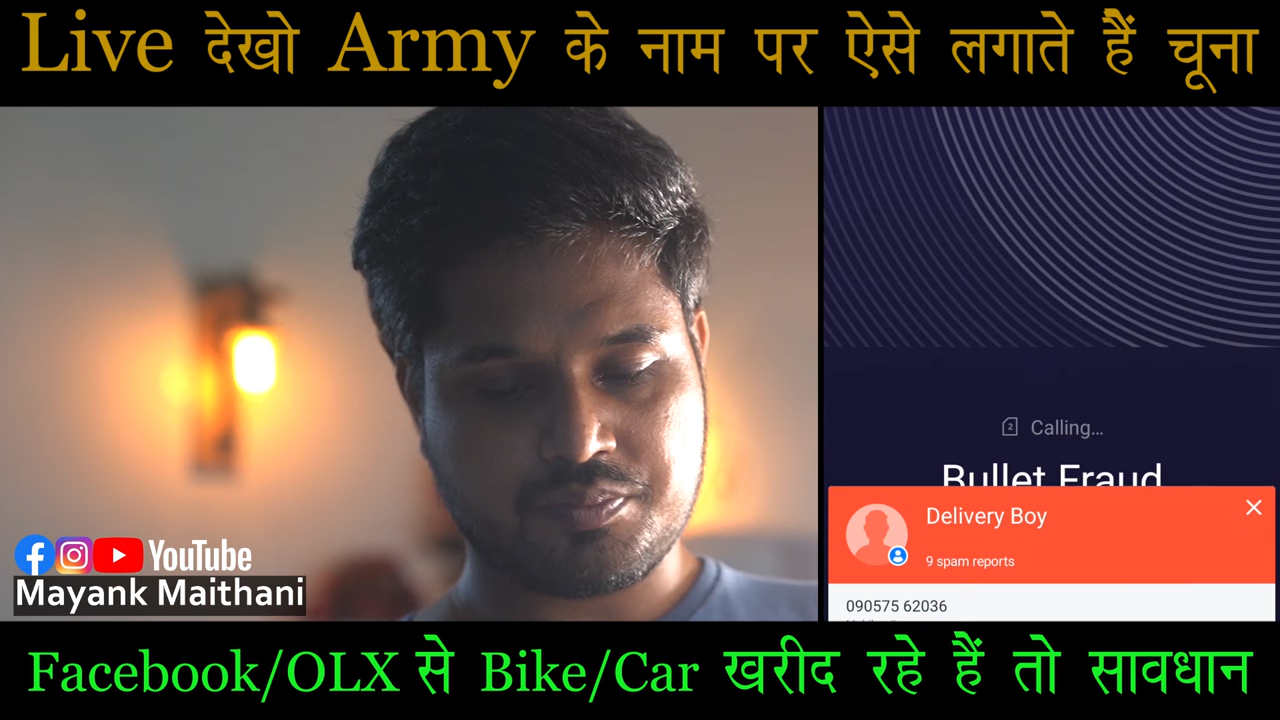 Live देखो Army के नाम पर ऐसे लगाते हैं चूना
2 Calling...
Bullet Fraud
Delivery Boy
9 spam reports
090575 62036
YouTube
Mayank Maithani
Facebook/OLX से Bike/Car खरीद रहे हैं तो सावधान